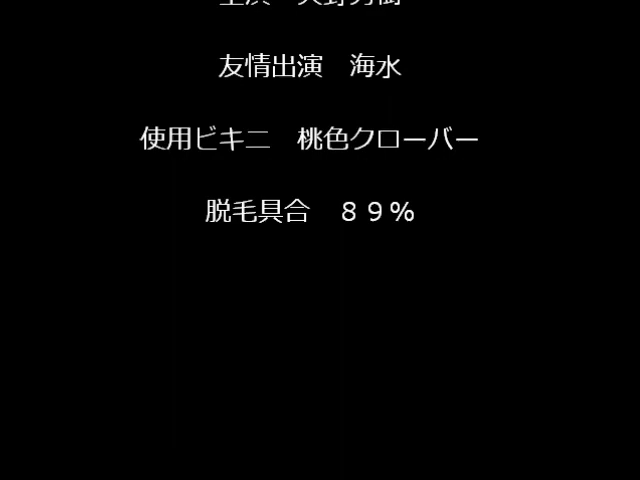 友情出演　海水
使用ビキニ　桃色クローバー
脱毛具合　８９％